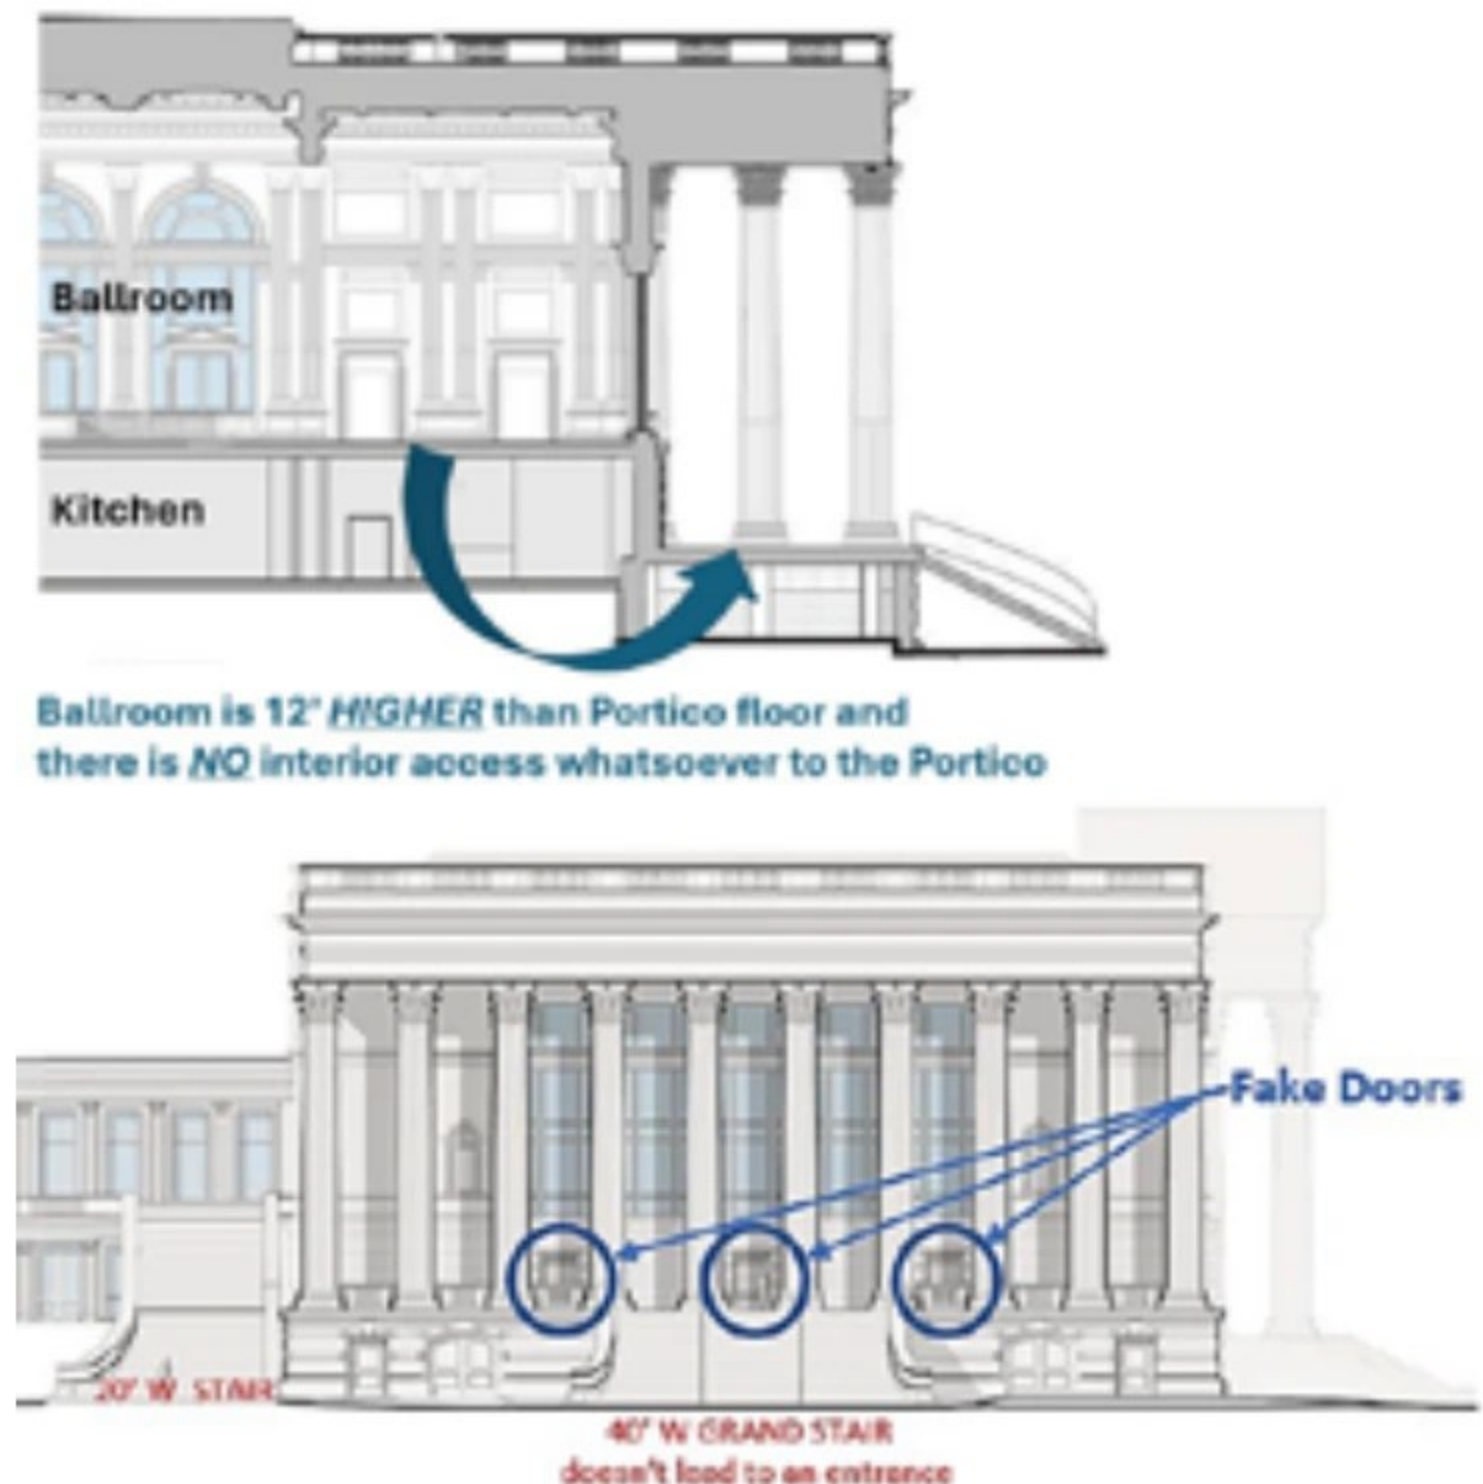 Ballroom
Kitchen
Ballroom is 12' HIGHER than Portico floor and
there is NO interior access whatsoever to the Portico
Fake Doors
20' W STAIR
40' W GRAND STAIR
doesn't lead to an entrance